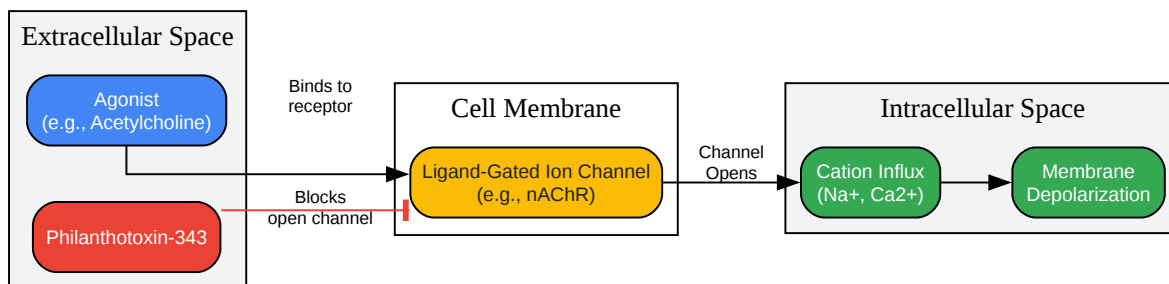 Extracellular Space
Agonist
(e.g., Acetylcholine)
Philanthotoxin-343
Binds to
receptor
Blocks
open channel
Cell Membrane
Ligand-Gated Ion Channel
(e.g., nAChR)
Channel
Opens
Intracellular Space
Cation Influx
(Na+, Ca2+)
Membrane
Depolarization